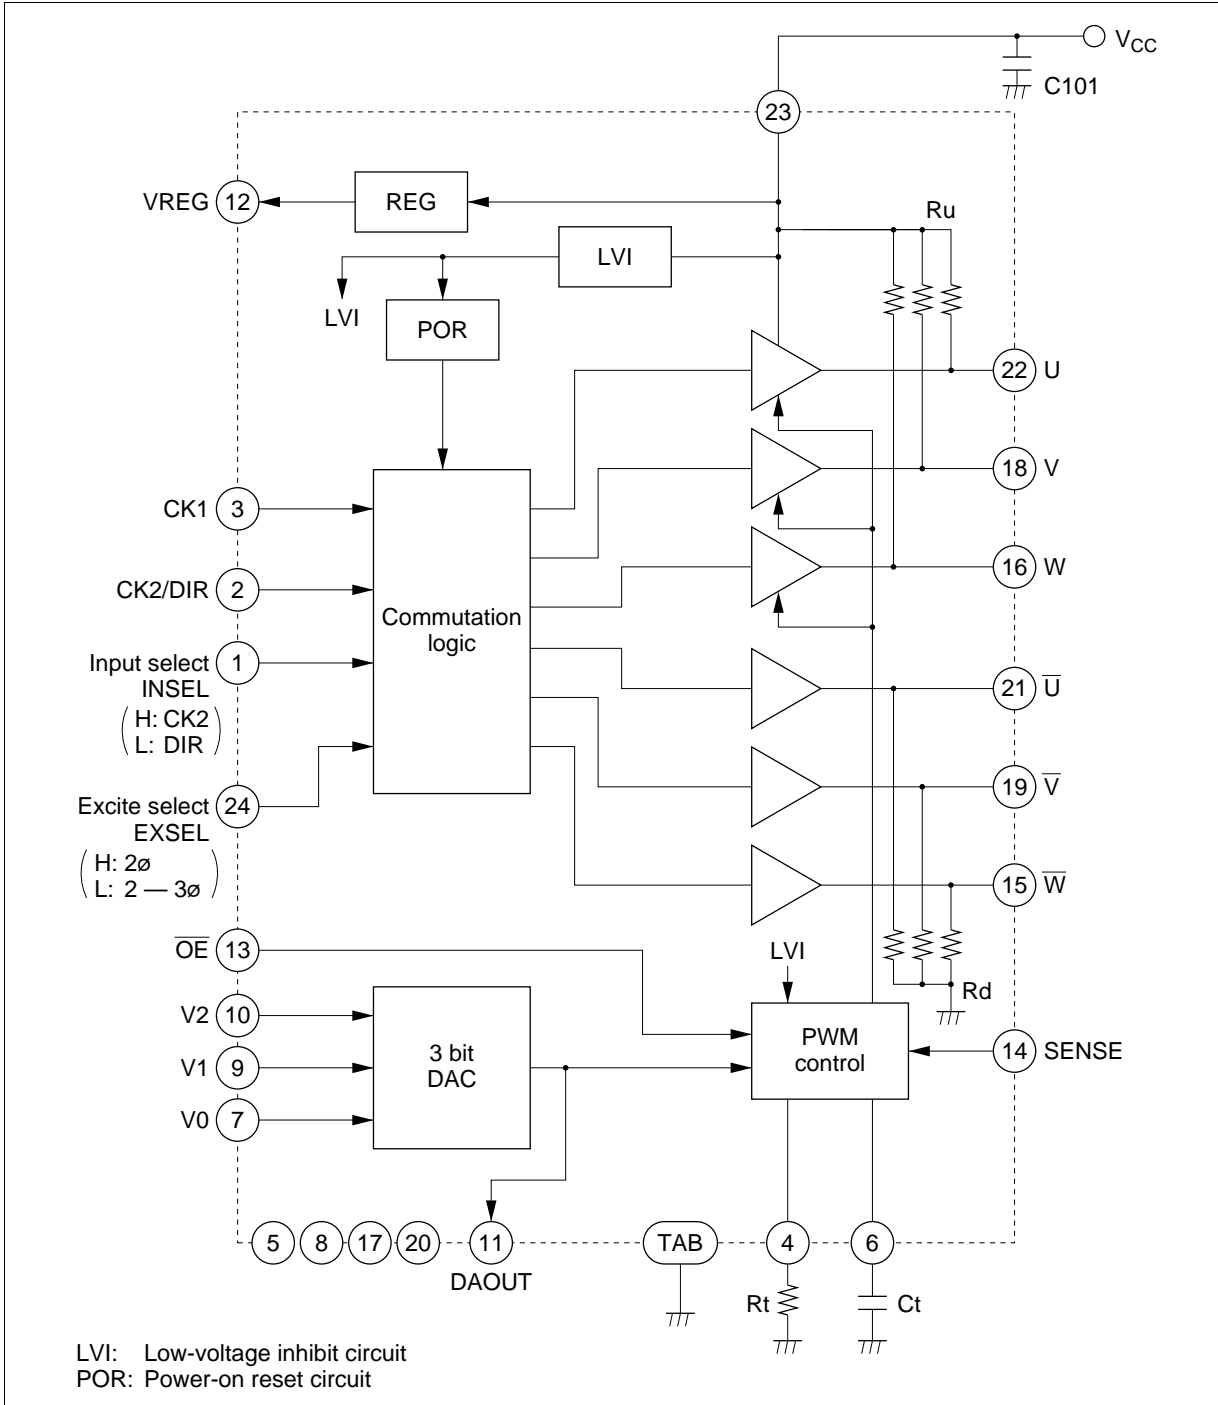 VCC
C101
23
VREG 12
REG
Ru
LVI
LVI
POR
22 U
18 V
CK1 3
16 W
CK2/DIR 2
Commutation
logic
Input select 1
INSEL
(H: CK2
L: DIR)
21 U̅
19 V̅
Excite select 24
EXSEL
(H: 2ø
L: 2 — 3ø)
15 W̅
O̅E̅ 13
LVI
Rd
V2 10
V1 9
V0 7
3 bit
DAC
PWM
control
14 SENSE
5 8 17 20 11 TAB 4 6
DAOUT
Rt
Ct
LVI: Low-voltage inhibit circuit
POR: Power-on reset circuit